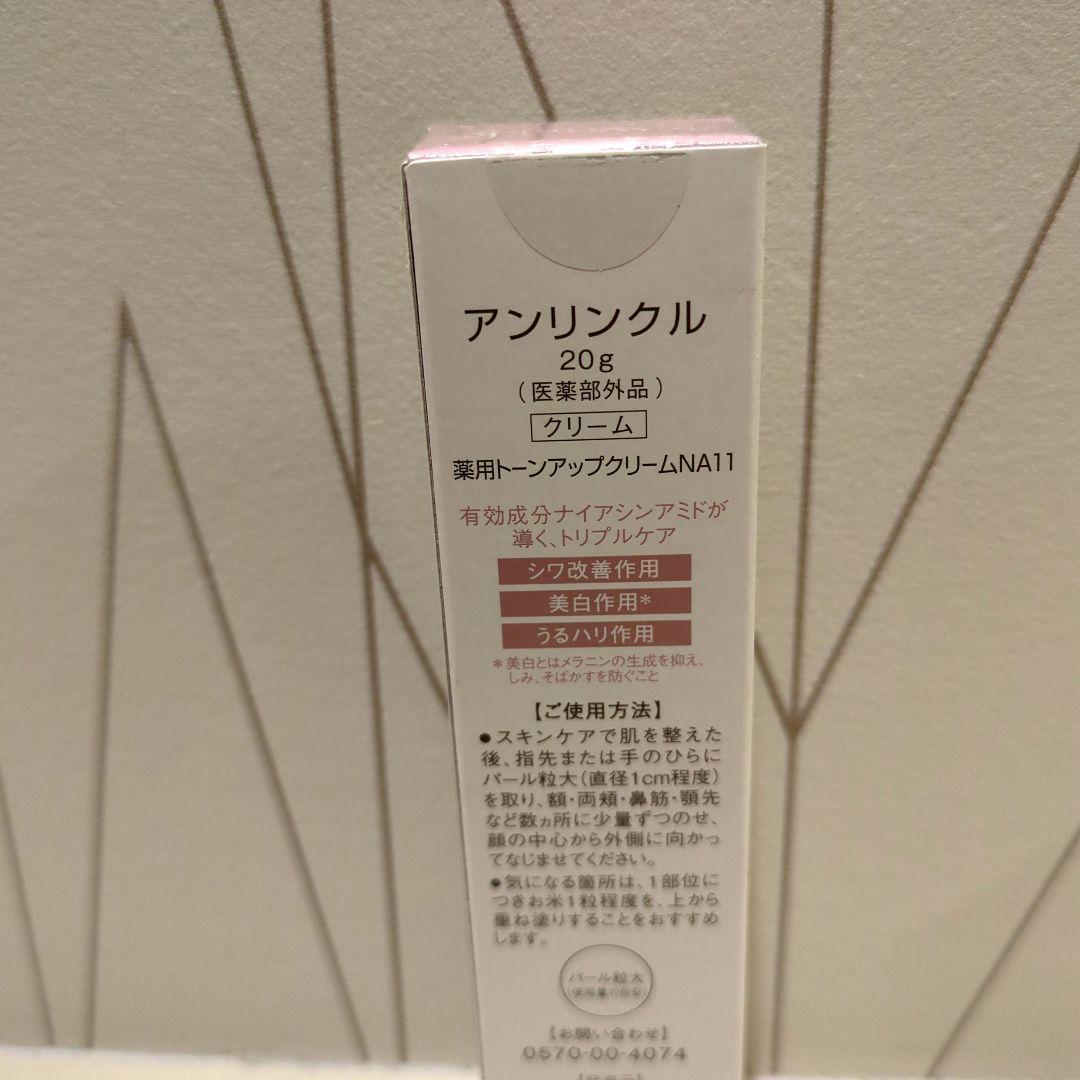 アンリンクル
20g
(医薬部外品)
クリーム
薬用トーンアップクリームNA11
有効成分ナイアシンアミドが
導く、トリプルケア
シワ改善作用
美白作用*
うるハリ作用
*美白とはメラニンの生成を抑え、
しみ、そばかすを防ぐこと
【ご使用方法】
●スキンケアで肌を整えた
後、指先または手のひらに
パール粒大(直径1cm程度)
を取り、額・両頬・鼻筋・顎先
など数ヵ所に少量ずつのせ、
顔の中心から外側に向かっ
てなじませてください。
●気になる箇所は、1部位に
つきお米1粒程度を、上から
重ね塗りすることをおすすめ
します。
パール粒大
(使用量の目安)
【お問い合わせ】
0570-00-4074